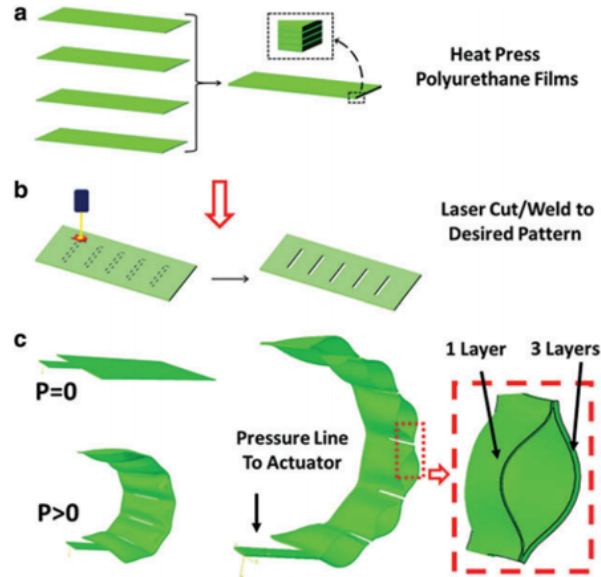 a
Heat Press
Polyurethane Films
b
Laser Cut/Weld to
Desired Pattern
c
P=0
P>0
Pressure Line
To Actuator
1 Layer
3 Layers